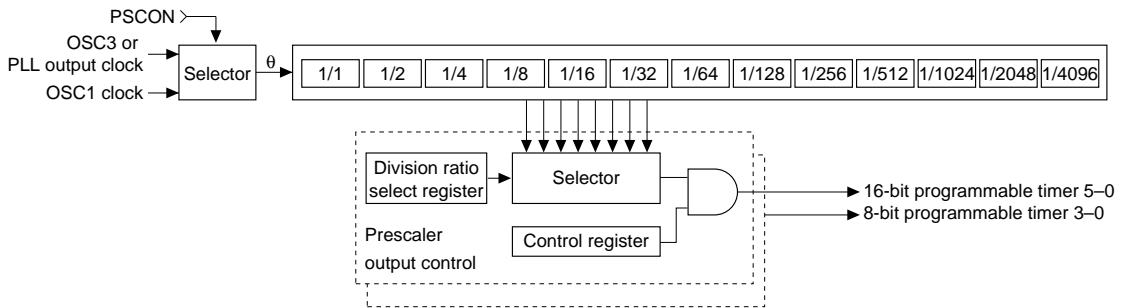 PSCON
OSC3 or
PLL output clock
OSC1 clock
Selector
θ
1/1 1/2 1/4 1/8 1/16 1/32 1/64 1/128 1/256 1/512 1/1024 1/2048 1/4096
Division ratio
select register
Selector
Control register
Prescaler
output control
16-bit programmable timer 5–0
8-bit programmable timer 3–0